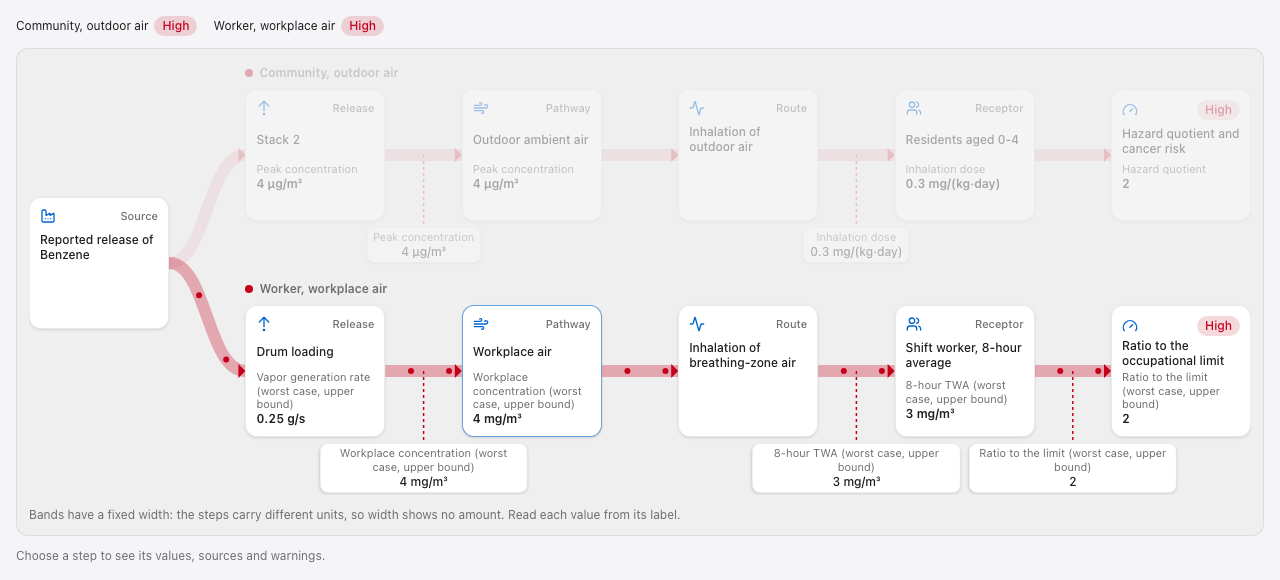 Community, outdoor air High Worker, workplace air High
Community, outdoor air
Release
Stack 2
Peak concentration
4 µg/m³
Pathway
Outdoor ambient air
Peak concentration
4 µg/m³
Route
Inhalation of
outdoor air
Receptor
Residents aged 0-4
Inhalation dose
0.3 mg/(kg·day)
High
Hazard quotient and
cancer risk
Hazard quotient
2
Peak concentration
4 µg/m³
Inhalation dose
0.3 mg/(kg·day)
Source
Reported release of
Benzene
Worker, workplace air
Release
Drum loading
Vapor generation rate
(worst case, upper
bound)
0.25 g/s
Pathway
Workplace air
Workplace
concentration (worst
case, upper bound)
4 mg/m³
Route
Inhalation of
breathing-zone air
Receptor
Shift worker, 8-hour
average
8-hour TWA (worst
case, upper bound)
3 mg/m³
High
Ratio to the
occupational limit
Ratio to the limit
(worst case, upper
bound)
2
Workplace concentration (worst
case, upper bound)
4 mg/m³
8-hour TWA (worst case, upper
bound)
3 mg/m³
Ratio to the limit (worst case, upper
bound)
2
Bands have a fixed width: the steps carry different units, so width shows no amount. Read each value from its label.
Choose a step to see its values, sources and warnings.